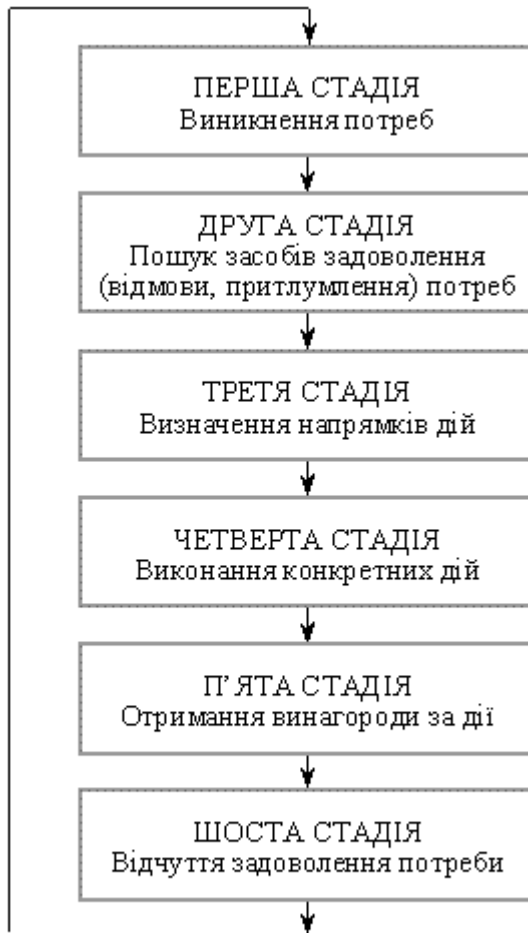 ПЕРША СТАДІЯ
Виникнення потреб
ДРУГА СТАДІЯ
Пошук засобів задоволення
(відмови, притлумлення) потреб
ТРЕТЯ СТАДІЯ
Визначення напрямків дій
ЧЕТВЕРТА СТАДІЯ
Виконання конкретних дій
П’ЯТА СТАДІЯ
Отримання винагороди за дії
ШОСТА СТАДІЯ
Відчуття задоволення потреби